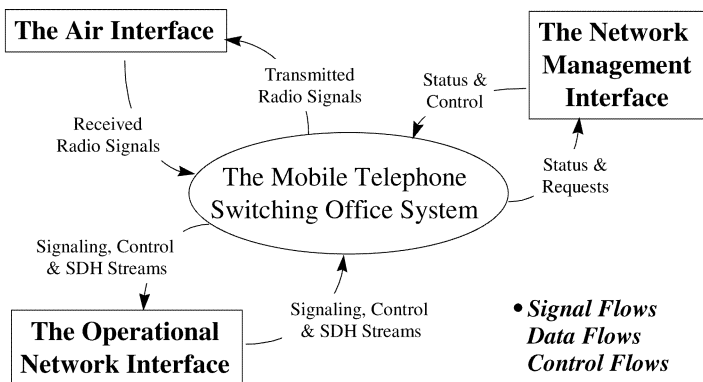 The Air Interface
The Network
Management
Interface
Transmitted
Radio Signals
Status &
Control
Received
Radio Signals
Status &
Requests
The Mobile Telephone
Switching Office System
Signaling, Control
& SDH Streams
Signaling, Control
& SDH Streams
The Operational
Network Interface
• Signal Flows
Data Flows
Control Flows